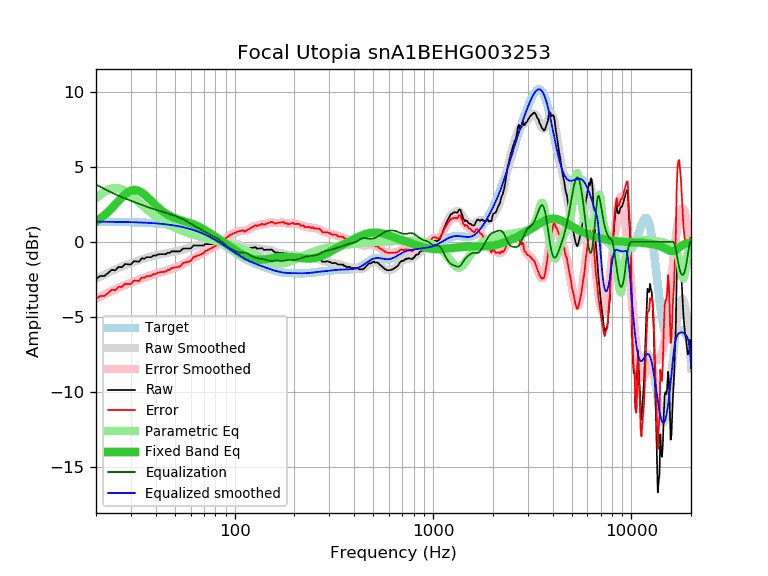 Focal Utopia snA1BEHG003253
10
5
0
−5
−10
−15
Amplitude (dBr)
Target
Raw Smoothed
Error Smoothed
Raw
Error
Parametric Eq
Fixed Band Eq
Equalization
Equalized smoothed
100
1000
10000
Frequency (Hz)